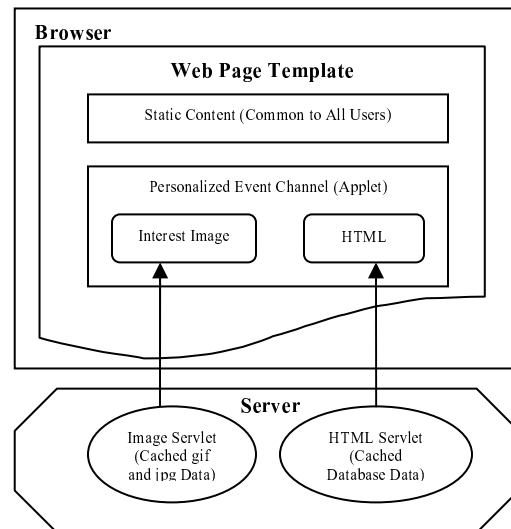 Browser
Web Page Template
Static Content (Common to All Users)
Personalized Event Channel (Applet)
Interest Image
HTML
Server
Image Servlet
(Cached gif
and jpg Data)
HTML Servlet
(Cached
Database Data)